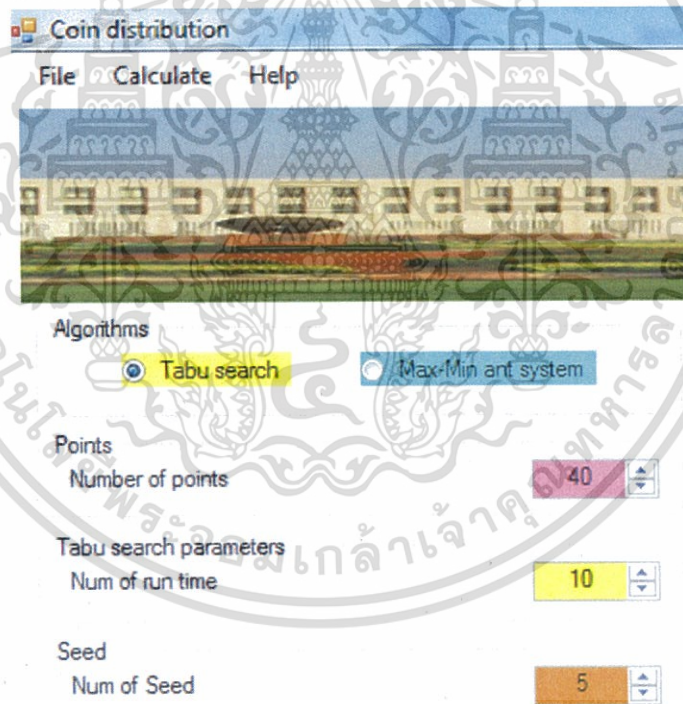 Coin distribution
File Calculate Help
Algorithms
Tabu search Max-Min ant system
Points
Number of points 40
Tabu search parameters
Num of run time 10
Seed
Num of Seed 5